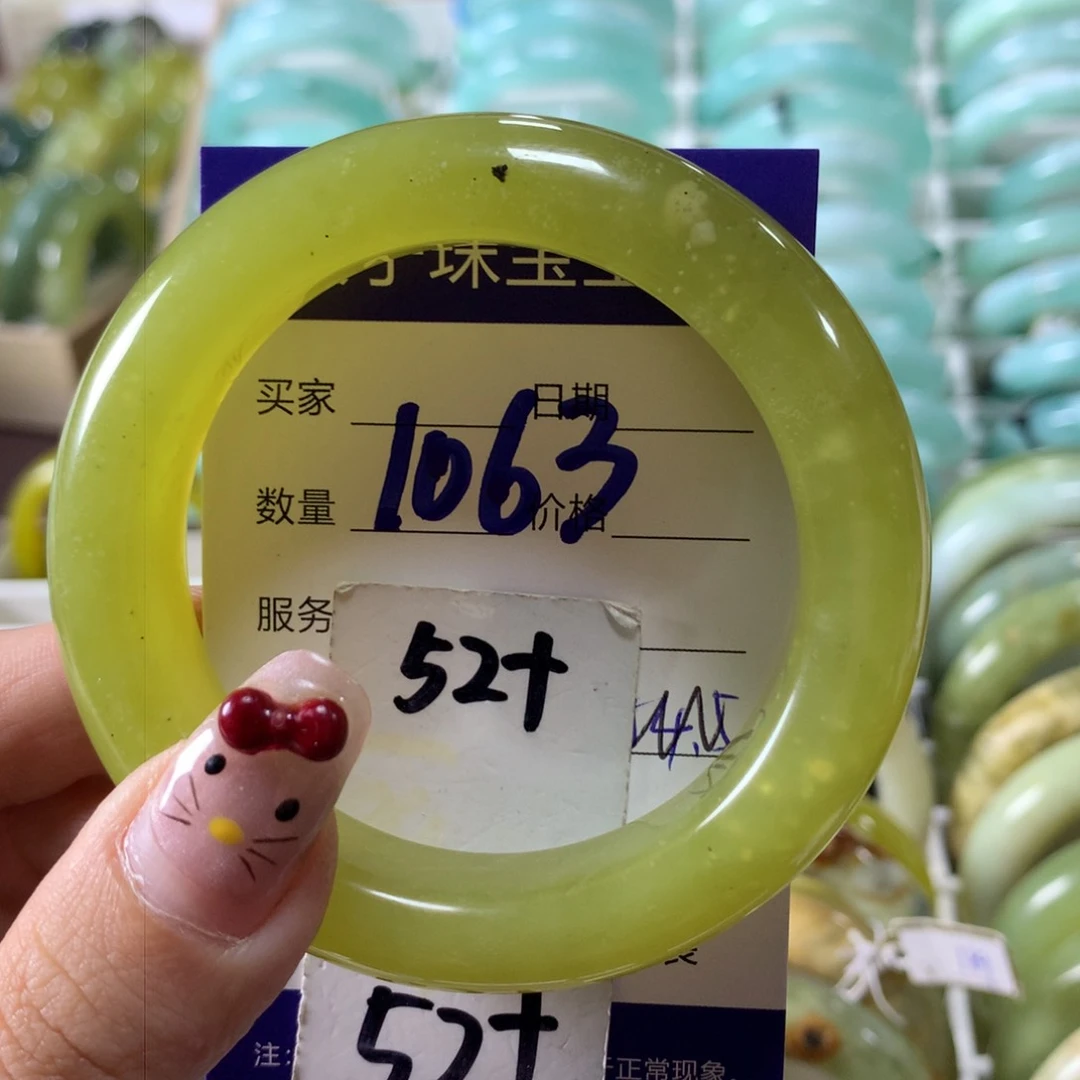 珠宝
买家 日期
1063
数量 价格
服务
52+
52+
注: 正常现象